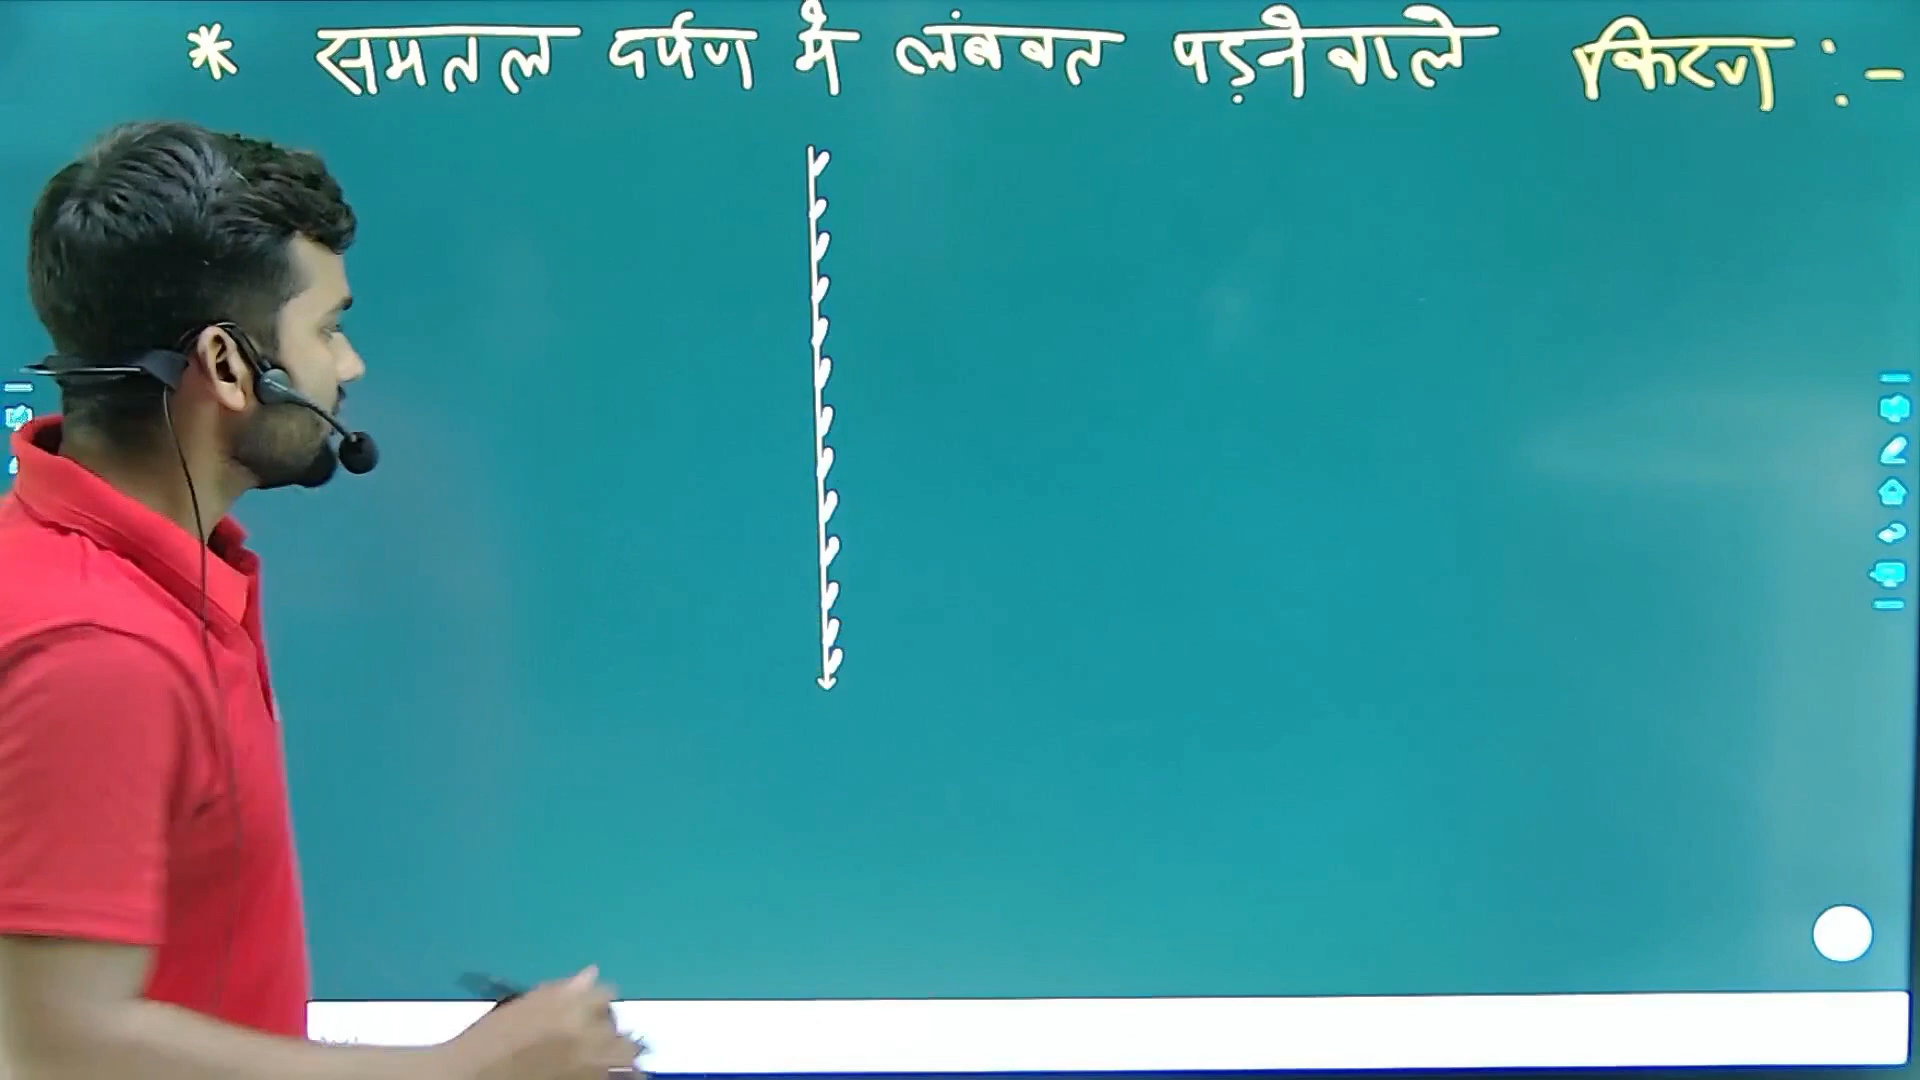 * समतल दर्पण में लंबवत पड़नेवाले किरण :-